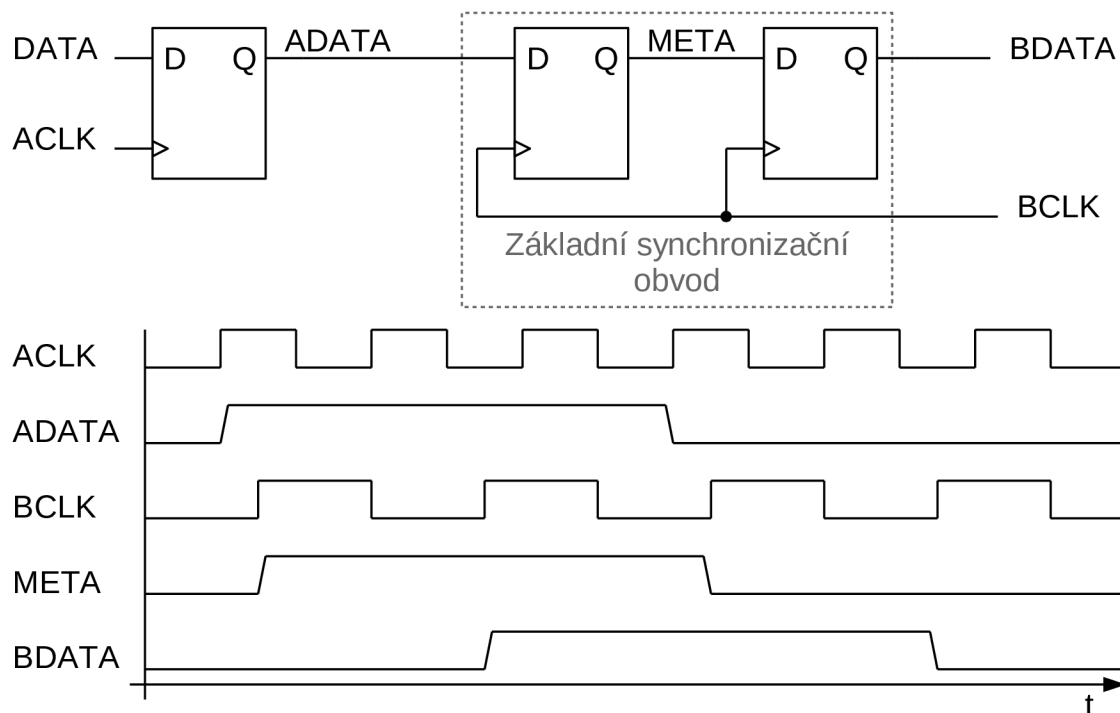 DATA
ADATA
META
BDATA
D
Q
D
Q
D
Q
ACLK
BCLK
Základní synchronizační
obvod
ACLK
ADATA
BCLK
META
BDATA
t